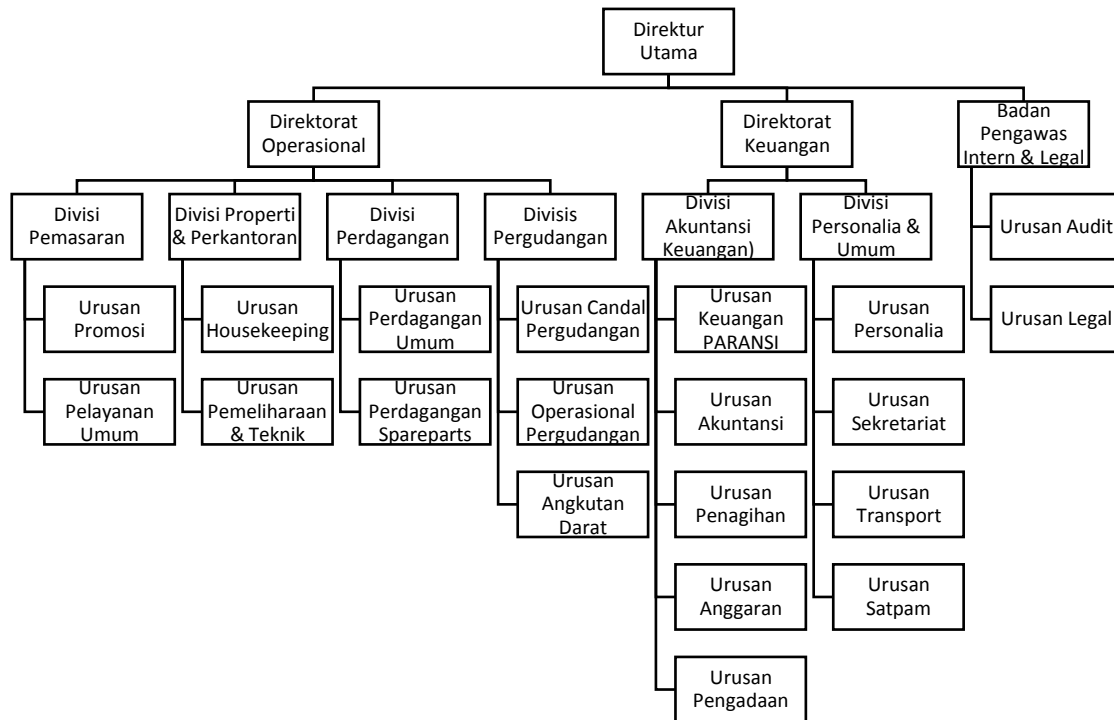 Direktur
Utama
Direktorat
Operasional
Direktorat
Keuangan
Badan
Pengawas
Intern & Legal
Divisi
Pemasaran
Divisi Properti
& Perkantoran
Divisi
Perdagangan
Divisis
Pergudangan
Divisi
Akuntansi
Keuangan)
Divisi
Personalia &
Umum
Urusan Audit
Urusan
Promosi
Urusan
Housekeeping
Urusan
Perdagangan
Umum
Urusan Candal
Pergudangan
Urusan
Keuangan
PARANSI
Urusan
Personalia
Urusan Legal
Urusan
Pelayanan
Umum
Urusan
Pemeliharaan
& Teknik
Urusan
Perdagangan
Spareparts
Urusan
Operasional
Pergudangan
Urusan
Akuntansi
Urusan
Sekretariat
Urusan
Angkutan
Darat
Urusan
Penagihan
Urusan
Transport
Urusan
Anggaran
Urusan
Satpam
Urusan
Pengadaan